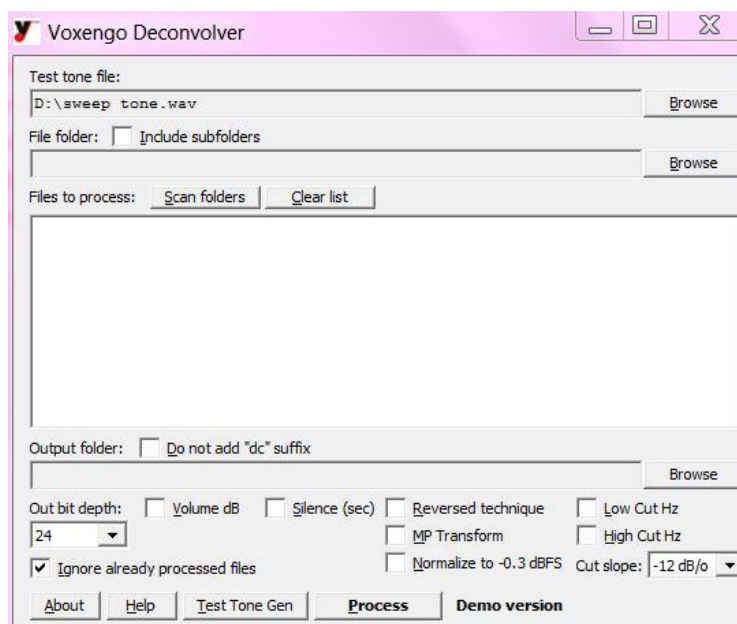 Voxengo Deconvolver
Test tone file:
D:\sweep tone.wav Browse
File folder: Include subfolders
Browse
Files to process: Scan folders Clear list
Output folder: Do not add "dc" suffix
Browse
Out bit depth: Volume dB Silence (sec) Reversed technique Low Cut Hz
24 MP Transform High Cut Hz
Ignore already processed files Normalize to -0.3 dBFS Cut slope: -12 dB/o
About Help Test Tone Gen Process Demo version